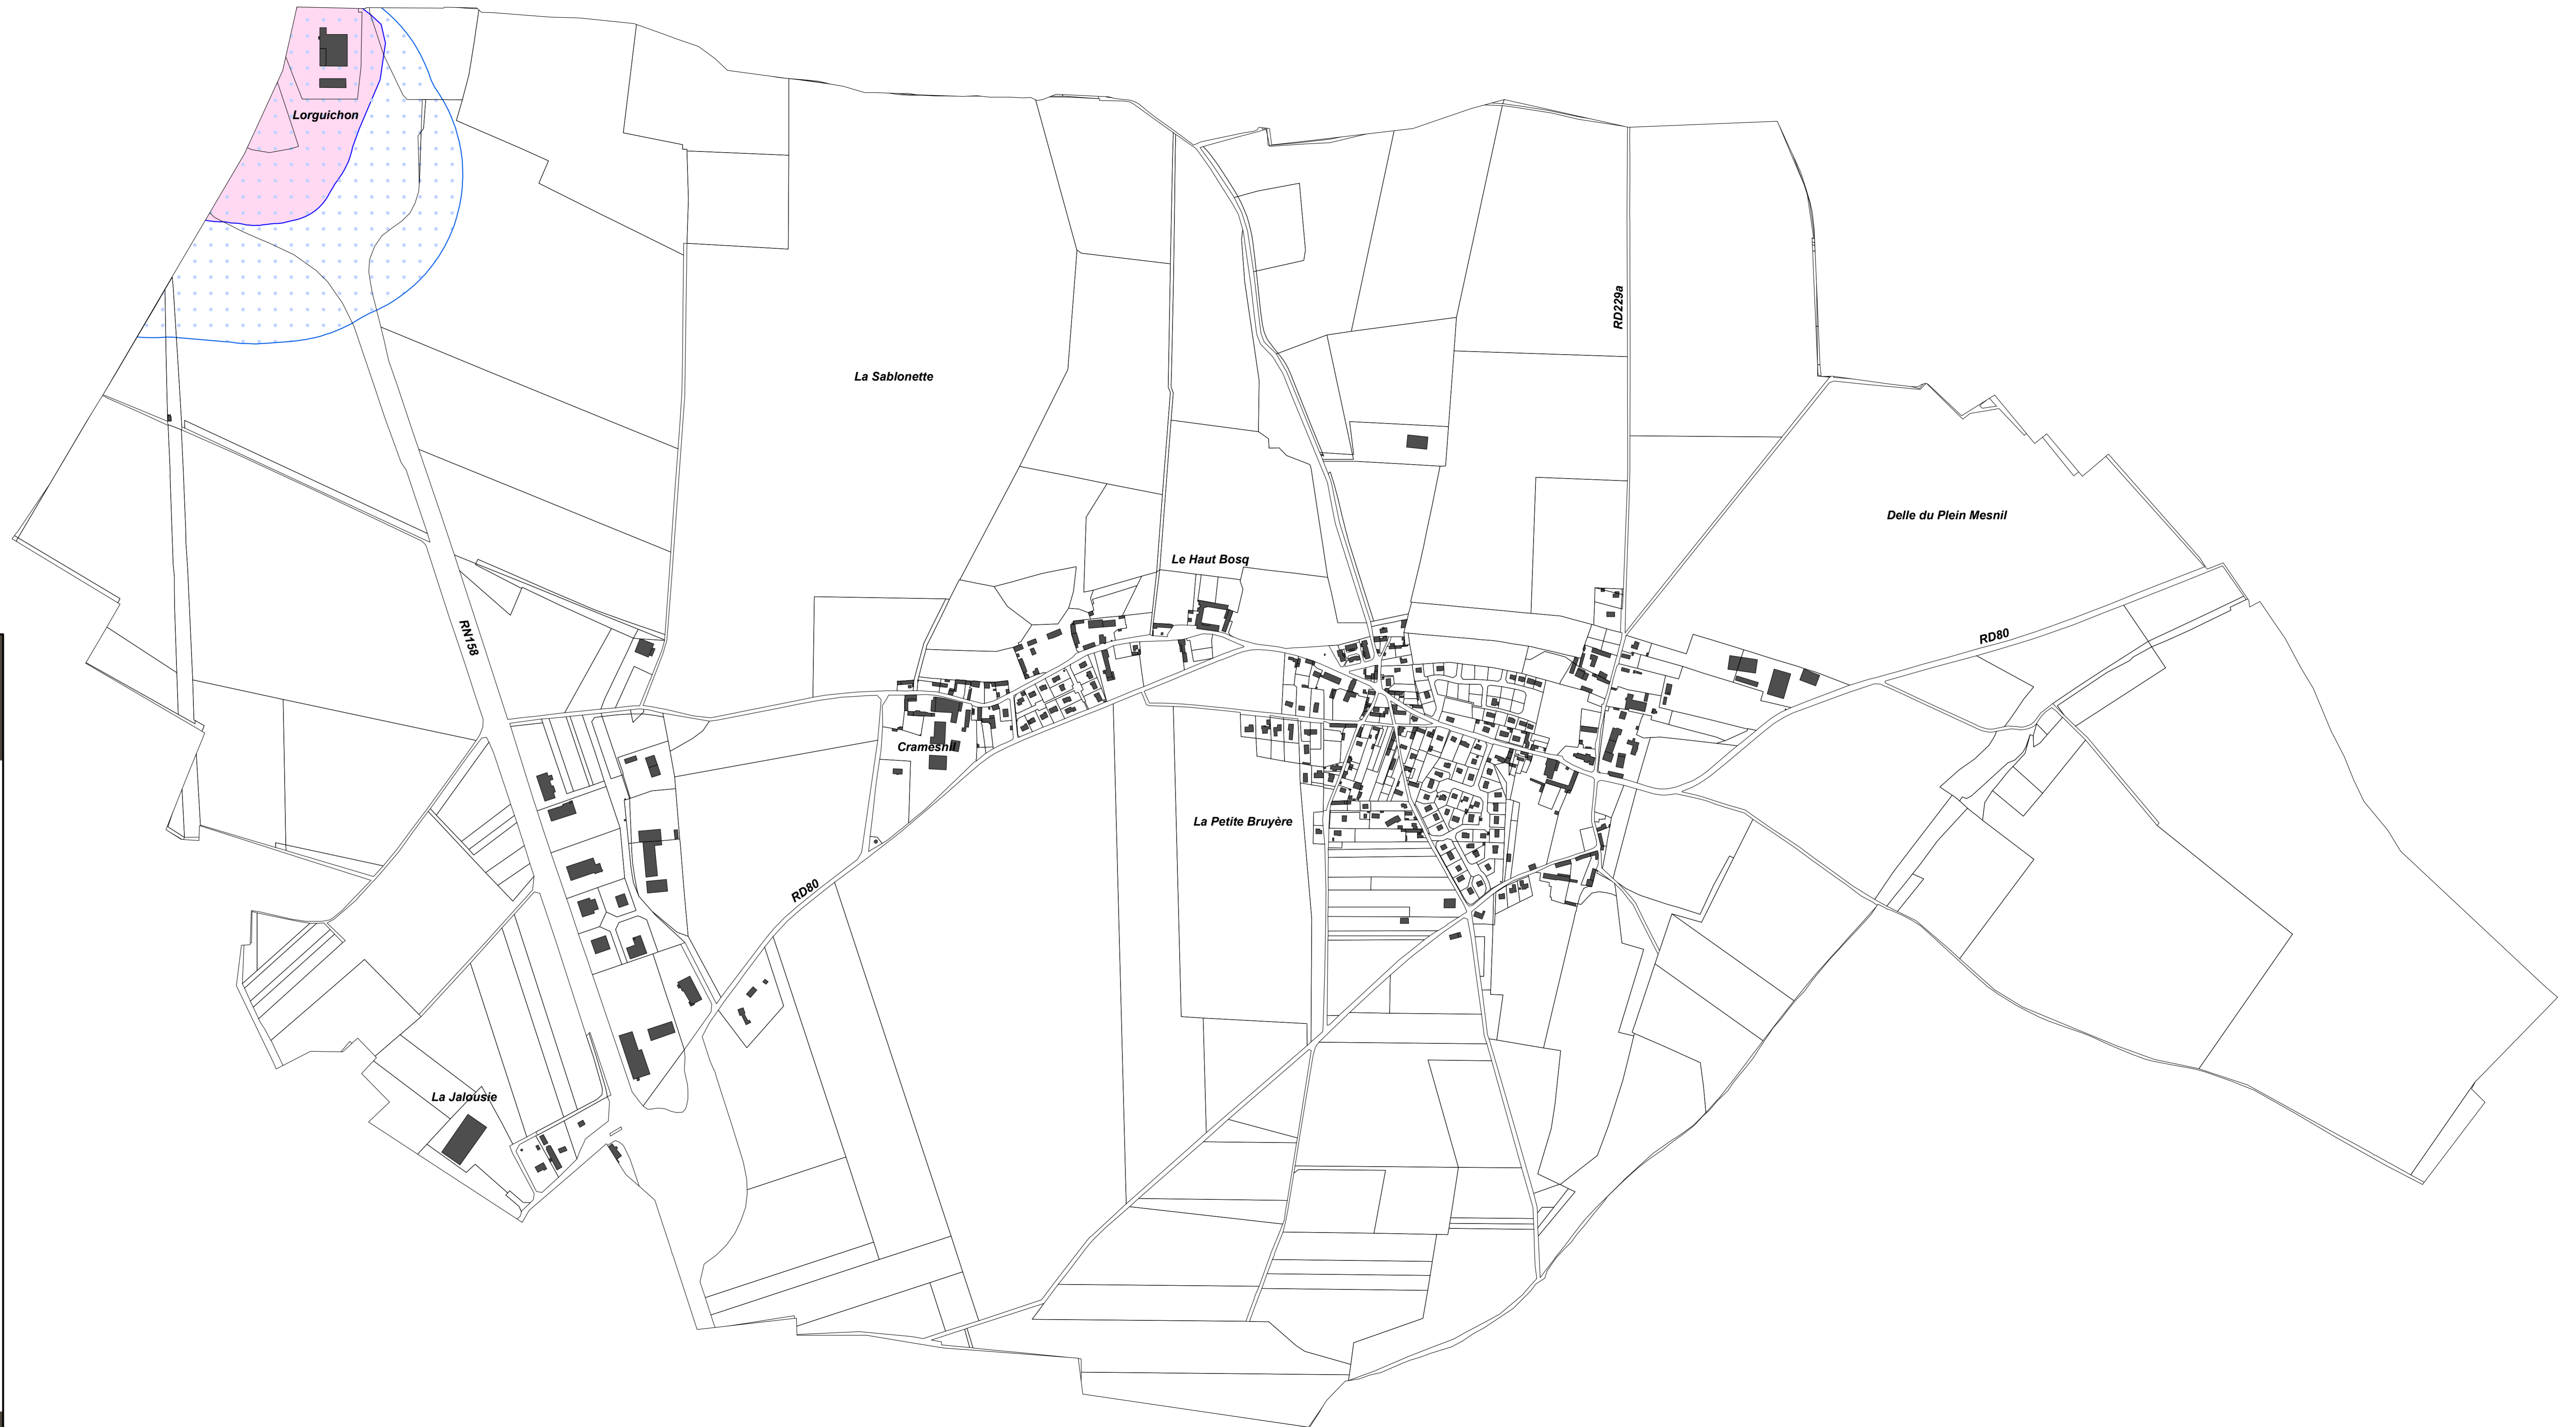 Lorguichon
RD229a
La Sablonette
Delle du Plein Mesnil
Le Haut Bosq
RN158
RD80
Cramesnil
La Petite Bruyère
RD80
La Jalousie